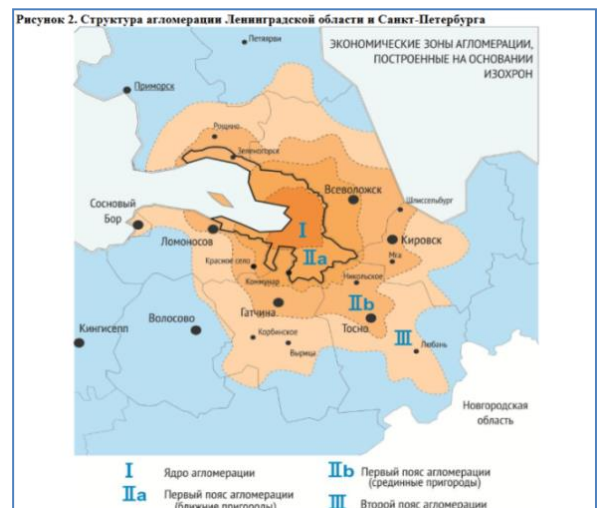 Рисунок 2. Структура агломерации Ленинградской области и Санкт-Петербурга
ЭКОНОМИЧЕСКИЕ ЗОНЫ АГЛОМЕРАЦИИ,
ПОСТРОЕННЫЕ НА ОСНОВАНИИ
ИЗОХРОН
Петяярви
Приморск
Рощино
Зеленогорск
Всеволожск
Шлиссельбург
Сосновый
Бор
I
Ломоносов
Кировск
IIa
Красное село
Мга
Коммунар
Никольское
IIb
Гатчина
Волосово
Тосно
Кингисепп
Корбинское
III
Любань
Вырица
Новгородская
область
I Ядро агломерации
IIa Первый пояс агломерации
(ближние пригороды)
IIb Первый пояс агломерации
(срединные пригороды)
III Второй пояс агломерации